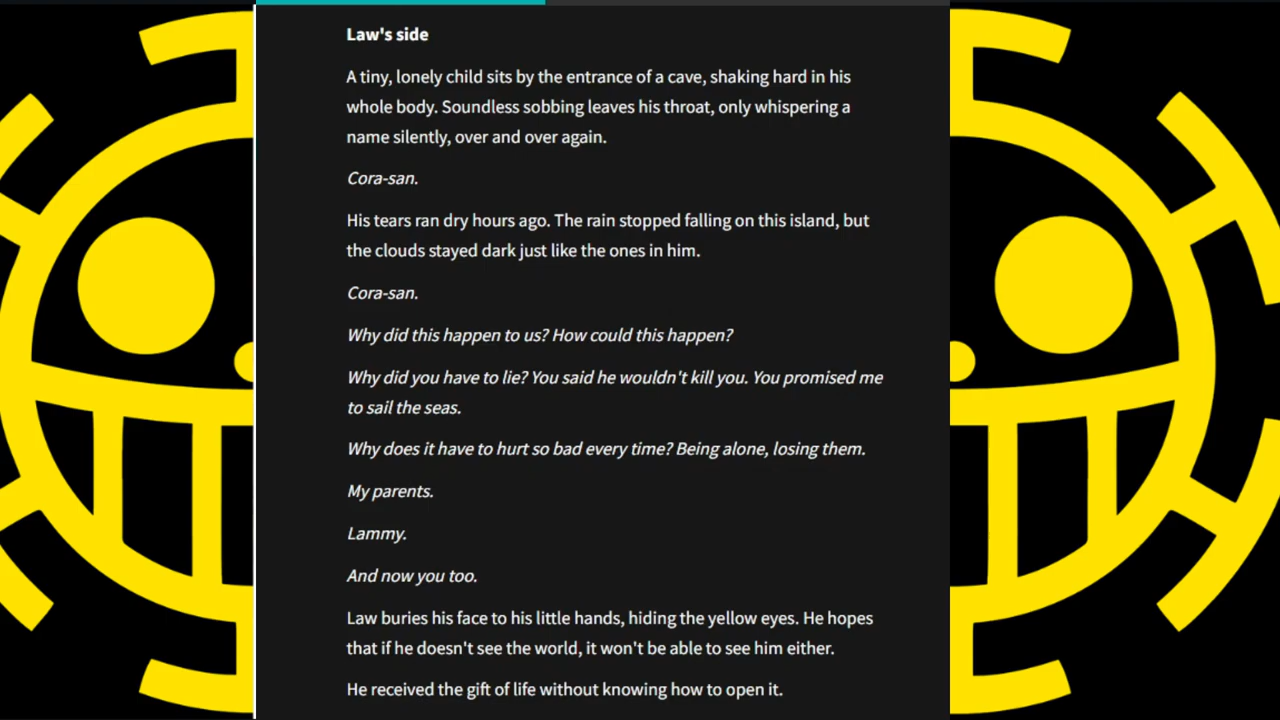 Law's side
A tiny, lonely child sits by the entrance of a cave, shaking hard in his
whole body. Soundless sobbing leaves his throat, only whispering a
name silently, over and over again.
Cora-san.
His tears ran dry hours ago. The rain stopped falling on this island, but
the clouds stayed dark just like the ones in him.
Cora-san.
Why did this happen to us? How could this happen?
Why did you have to lie? You said he wouldn't kill you. You promised me
to sail the seas.
Why does it have to hurt so bad every time? Being alone, losing them.
My parents.
Lammy.
And now you too.
Law buries his face to his little hands, hiding the yellow eyes. He hopes
that if he doesn't see the world, it won't be able to see him either.
He received the gift of life without knowing how to open it.